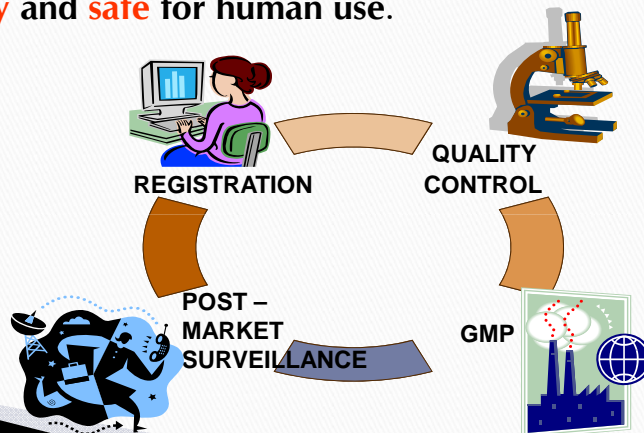 and safe for human use.
REGISTRATION
QUALITY
CONTROL
POST –
MARKET
SURVEILLANCE
GMP